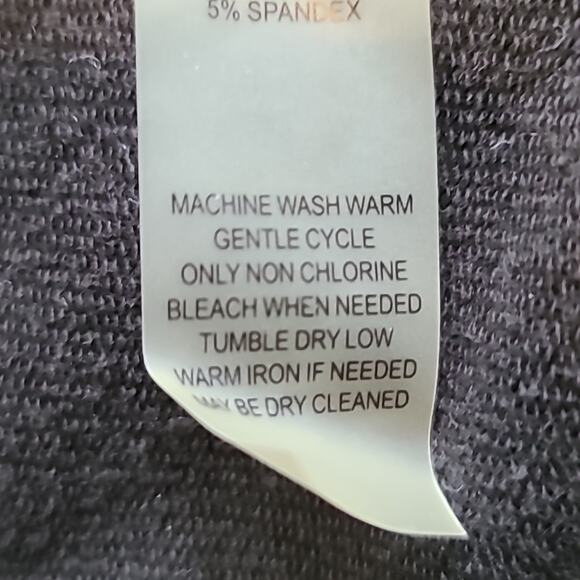 5% SPANDEX
MACHINE WASH WARM
GENTLE CYCLE
ONLY NON CHLORINE
BLEACH WHEN NEEDED
TUMBLE DRY LOW
WARM IRON IF NEEDED
MAY BE DRY CLEANED